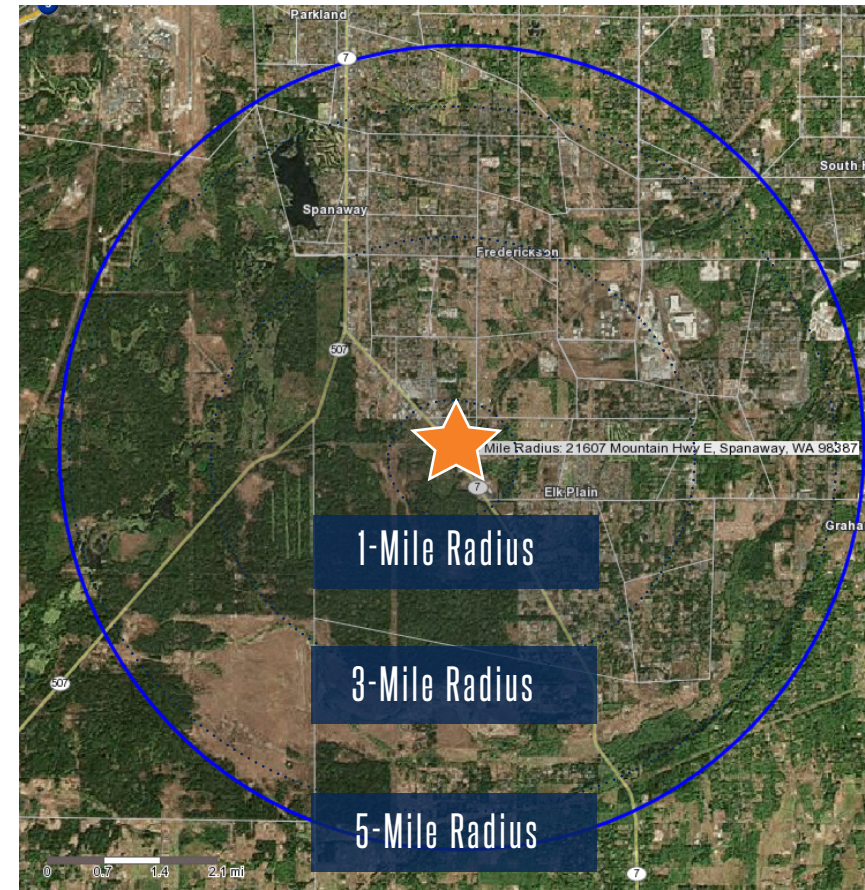 Parkland
7
South H
Spanaway
Frederickson
507
Mile Radius: 21607 Mountain Hwy E, Spanaway, WA 98387
7
Elk Plain
Graha
1-Mile Radius
3-Mile Radius
507
5-Mile Radius
0 0.7 1.4 2.1 mi
7